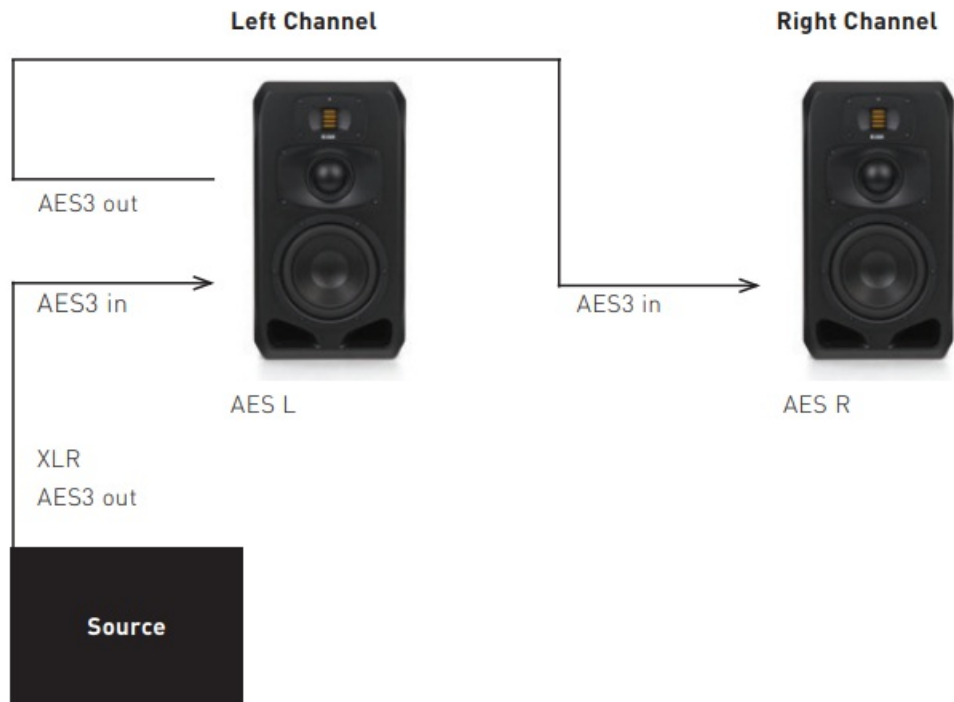 Left Channel
Right Channel
AES3 out
AES3 in
AES3 in
AES L
AES R
XLR
AES3 out
Source